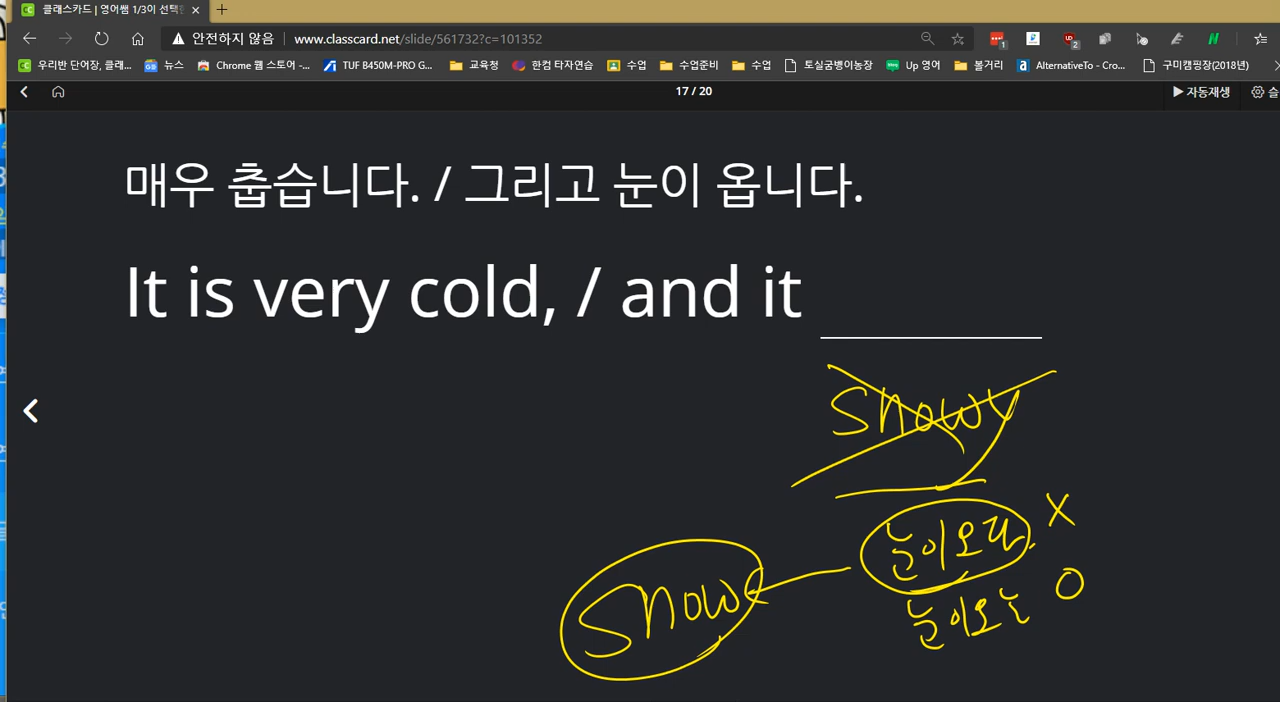 클래스카드 | 영어쌤 1/3이 선택한
안전하지 않음 www.classcard.net/slide/561732?c=101352
우리반 단어장, 클래... 뉴스 Chrome 웹 스토어 -... TUF B450M-PRO G... 교육청 한컴 타자연습 수업 수업준비 수업 토실굼벵이농장 Up 영어 볼거리 AlternativeTo - Cro... 구미캠핑장(2018년)
17 / 20 자동재생 슬
매우 춥습니다. / 그리고 눈이 옵니다.
It is very cold, / and it
snowy
눈이오다. X
snow
눈이오는 O